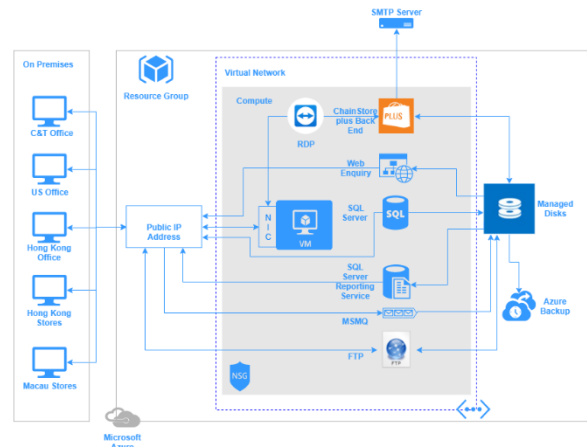 SMTP Server
On Premises
Resource Group
Virtual Network
Compute
ChainStore
plus Back
End
PLUS
RDP
C&T Office
US Office
Hong Kong
Office
Hong Kong
Stores
Macau Stores
Public IP
Address
Web
Enquiry
N
I
C
VM
SQL
Server
SQL
SQL
Server
Reporting
Service
MSMQ
FTP
FTP
NSG
Managed
Disks
Azure
Backup
Microsoft
Azure